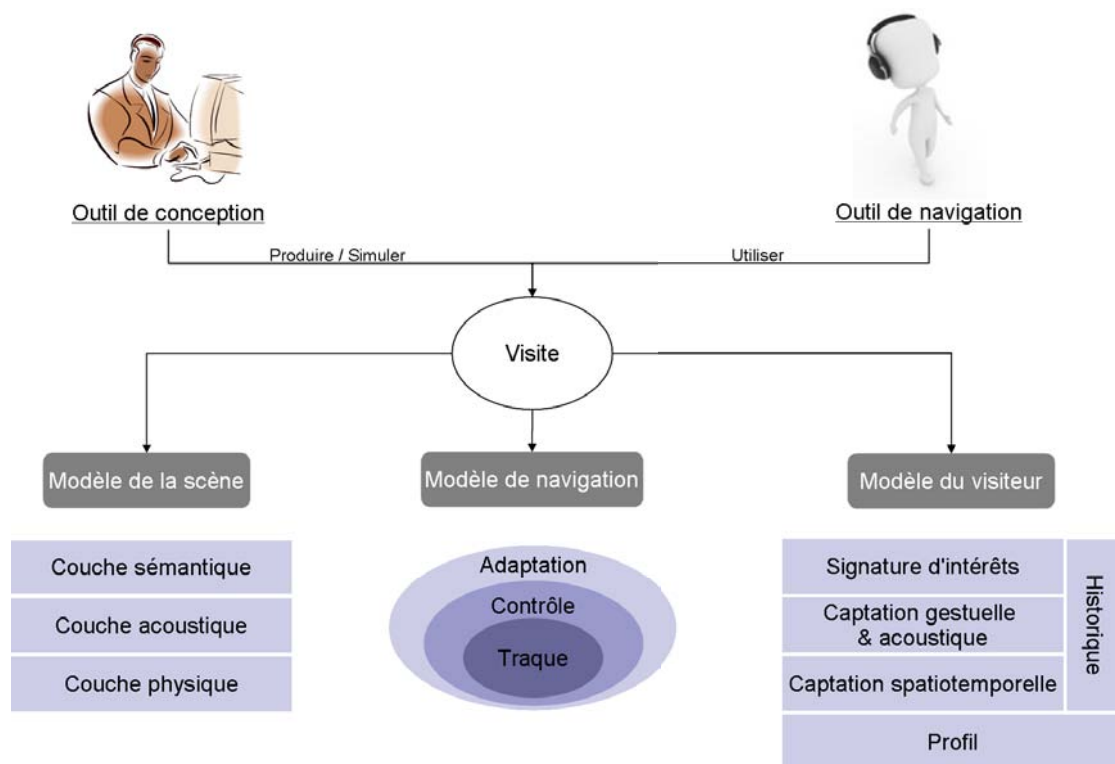 Outil de conception
Outil de navigation
Produire / Simuler
Utiliser
Visite
Modèle de la scène
Modèle de navigation
Modèle du visiteur
Couche sémantique
Couche acoustique
Couche physique
Adaptation
Contrôle
Traque
Signature d'intérêts
Captation gestuelle
& acoustique
Captation spatiotemporelle
Historique
Profil